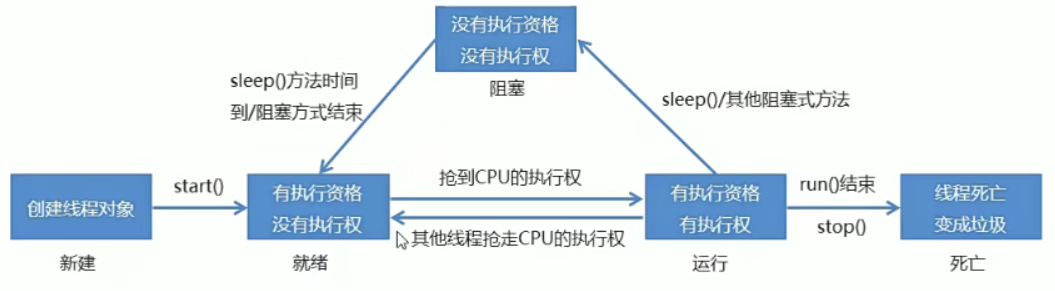 没有执行资格
没有执行权
阻塞
sleep()方法时间
到/阻塞方式结束
sleep()/其他阻塞式方法
创建线程对象
新建
start()
有执行资格
没有执行权
就绪
抢到CPU的执行权
其他线程抢走CPU的执行权
有执行资格
有执行权
运行
run()结束
stop()
线程死亡
变成垃圾
死亡